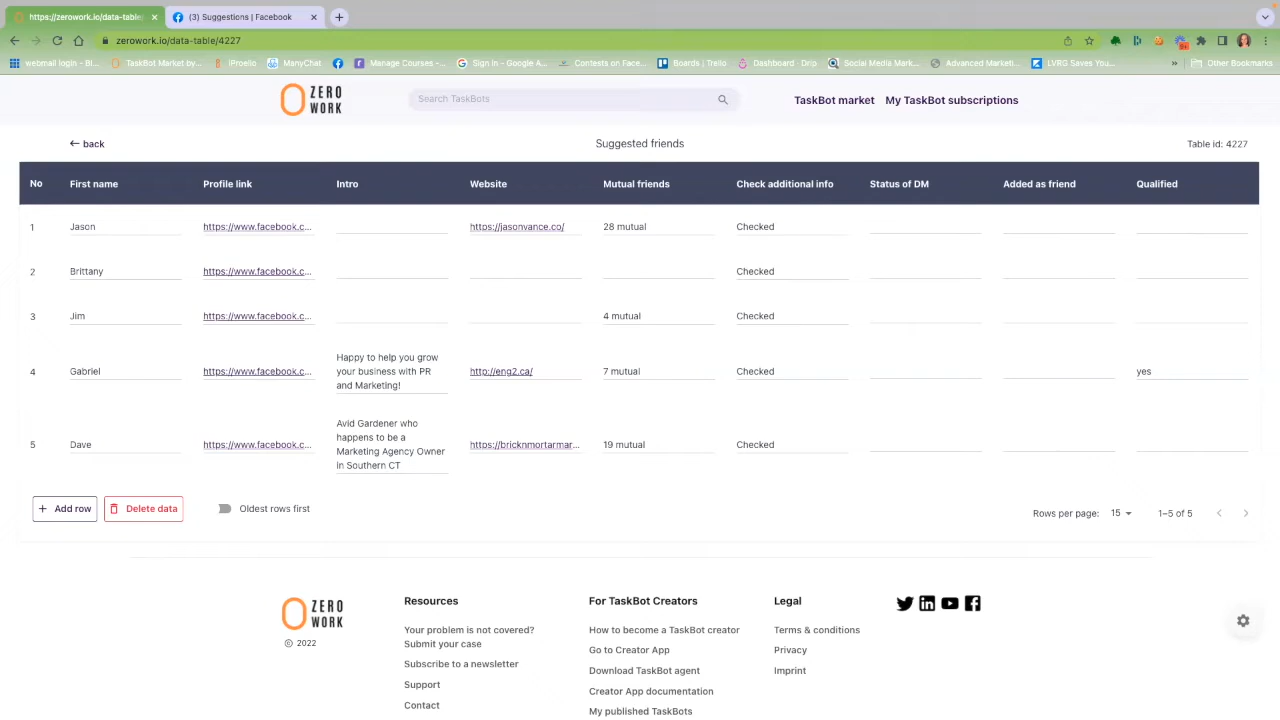 https://zerowork.io/data-table/
(3) Suggestions | Facebook
zerowork.io/data-table/4227
webmail login – Bl...
TaskBot Market by...
!Proello
ManyChat
Manage Courses -...
Sign In - Google A...
Contests on Face...
Boards | Trello
Dashboard · Drip
Social Media Mark...
Advanced Marketi...
LVRG Saves You...
»
Other Bookmarks
ZERO WORK
Search TaskBots
TaskBot market
My TaskBot subscriptions
← back
Suggested friends
Table id: 4227
No First name Profile link Intro Website Mutual friends Check additional info Status of DM Added as friend Qualified
1 Jason https://www.facebook.c... https://jasonvance.co/ 28 mutual Checked
2 Brittany https://www.facebook.c... Checked
3 Jim https://www.facebook.c... 4 mutual Checked
4 Gabriel https://www.facebook.c... Happy to help you grow
your business with PR
and Marketing!
http://eng2.ca/ 7 mutual Checked yes
5 Dave https://www.facebook.c... Avid Gardener who
happens to be a
Marketing Agency Owner
in Southern CT
https://bricknmortarmar... 19 mutual Checked
+ Add row
Delete data
Oldest rows first
Rows per page: 15
1–5 of 5
ZERO WORK
© 2022
Resources
Your problem is not covered?
Submit your case
Subscribe to a newsletter
Support
Contact
For TaskBot Creators
How to become a TaskBot creator
Go to Creator App
Download TaskBot agent
Creator App documentation
My published TaskBots
Legal
Terms & conditions
Privacy
Imprint